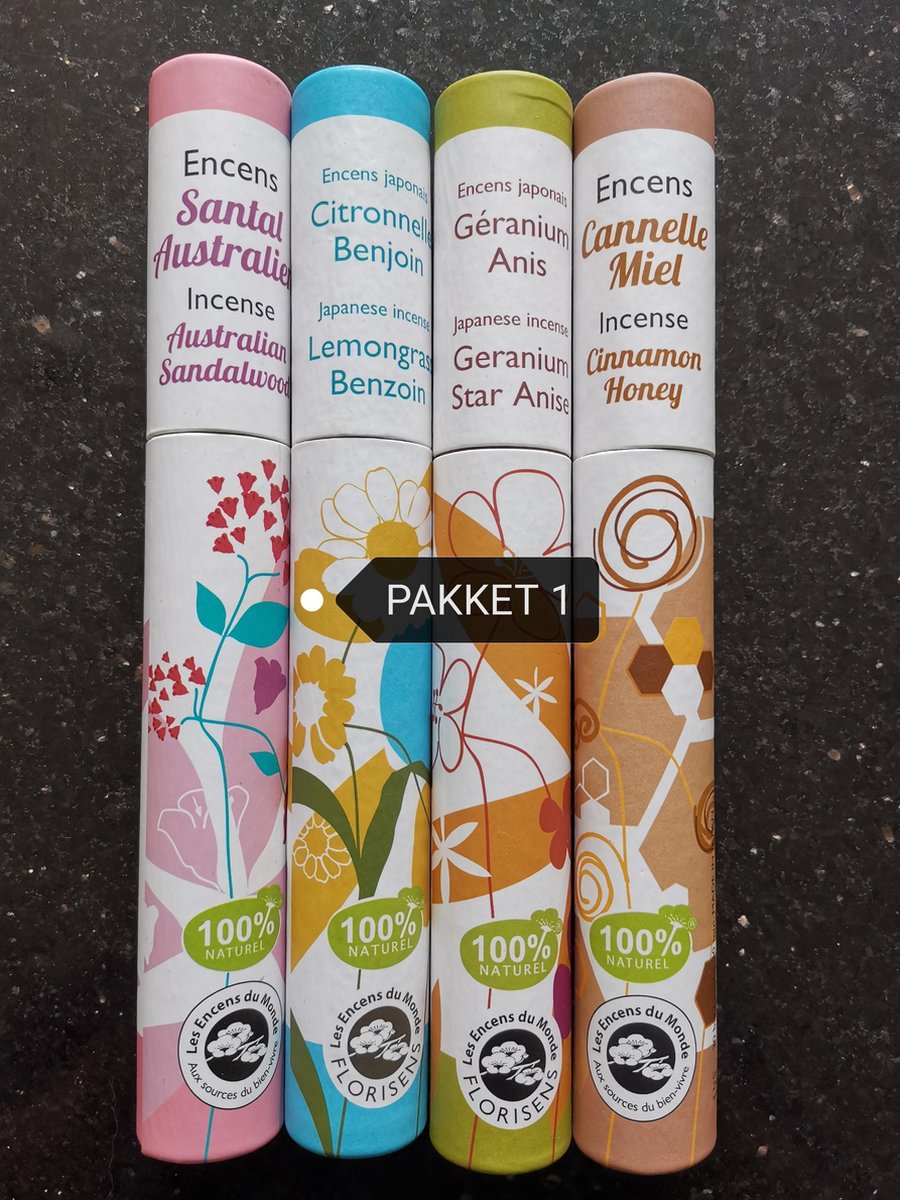 Encens
Santal
Australien
Incense
Australian
Sandalwood
Encens japonais
Citronnelle
Benjoin
Japanese incense
Lemongrass
Benzoin
Encens japonais
Géranium
Anis
Japanese incense
Geranium
Star Anise
Encens
Cannelle
Miel
Incense
Cinnamon
Honey
PAKKET 1
100%
NATUREL
Les Encens du Monde
Aux sources du bien-vivre
100%
NATUREL
Les Encens du Monde
FLORISENS
100%
NATUREL
Les Encens du Monde
FLORISENS
100%
NATUREL
Les Encens du Monde
Aux sources du bien-vivre